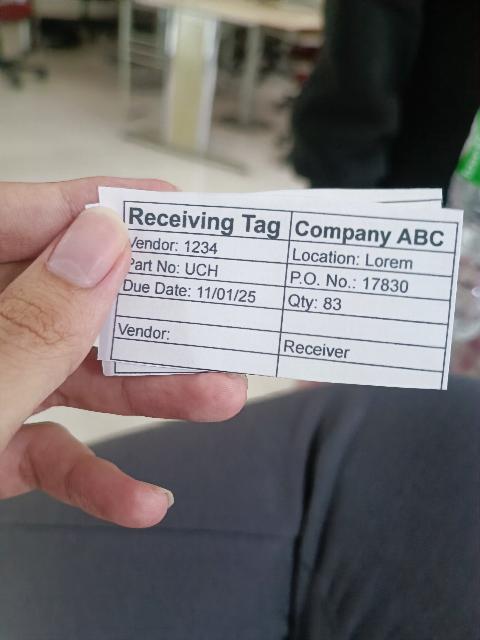 Receiving Tag Company ABC
Vendor: 1234 Location: Lorem
Part No: UCH P.O. No.: 17830
Due Date: 11/01/25 Qty: 83
Vendor: Receiver